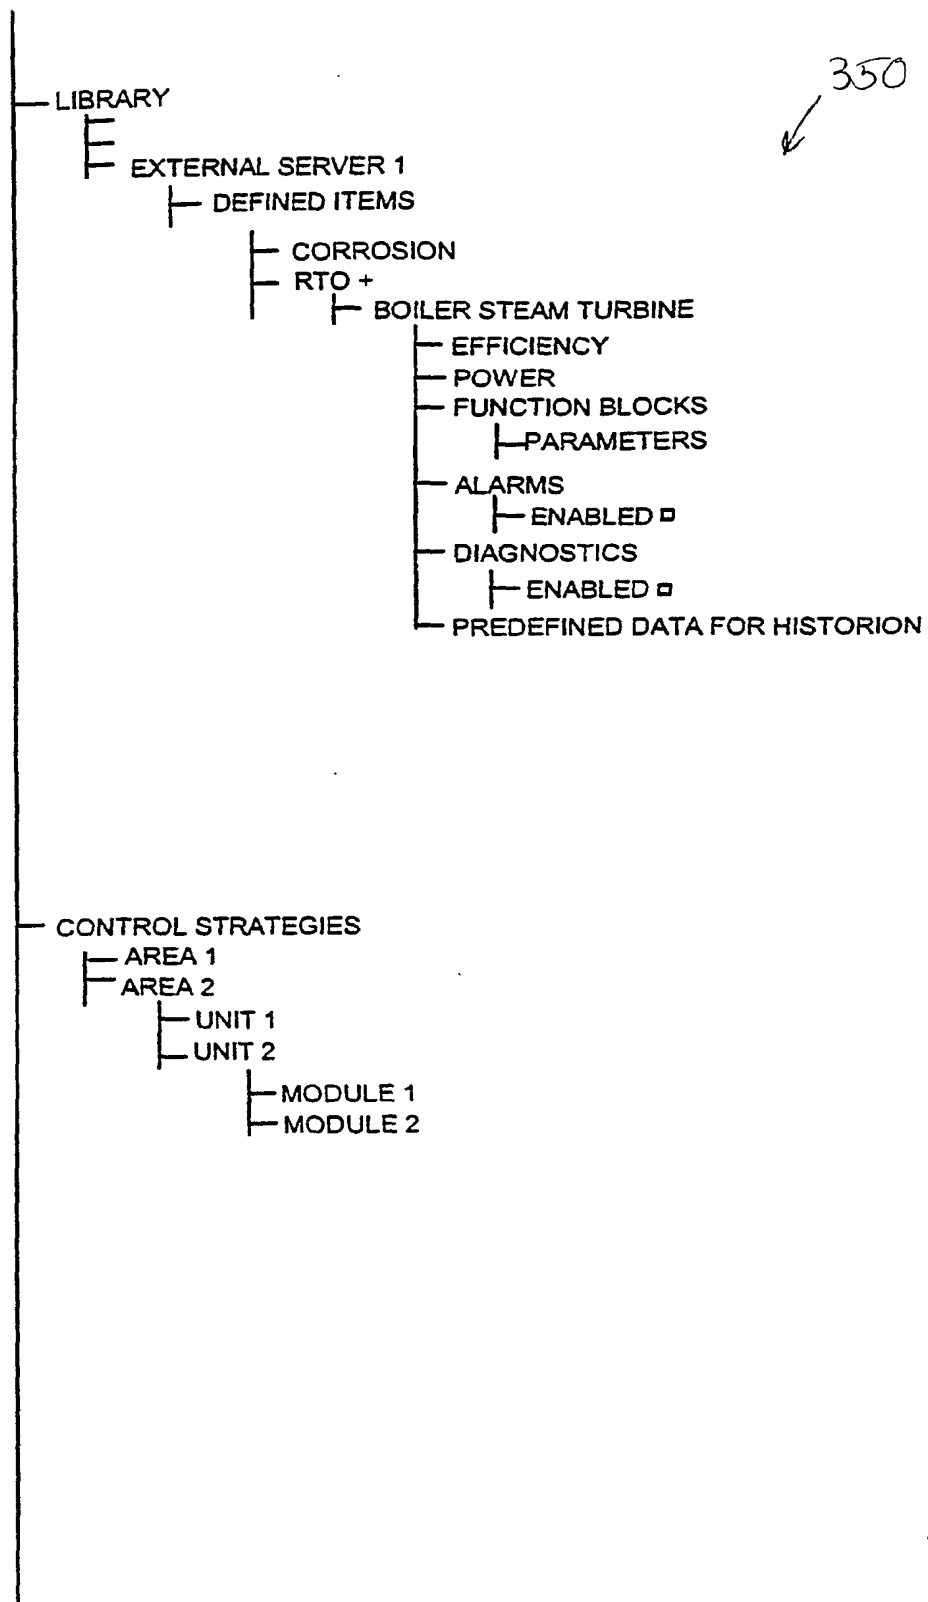 350
LIBRARY
EXTERNAL SERVER 1
DEFINED ITEMS
CORROSION
RTO +
BOILER STEAM TURBINE
EFFICIENCY
POWER
FUNCTION BLOCKS
PARAMETERS
ALARMS
ENABLED
DIAGNOSTICS
ENABLED
PREDEFINED DATA FOR HISTORION
CONTROL STRATEGIES
AREA 1
AREA 2
UNIT 1
UNIT 2
MODULE 1
MODULE 2